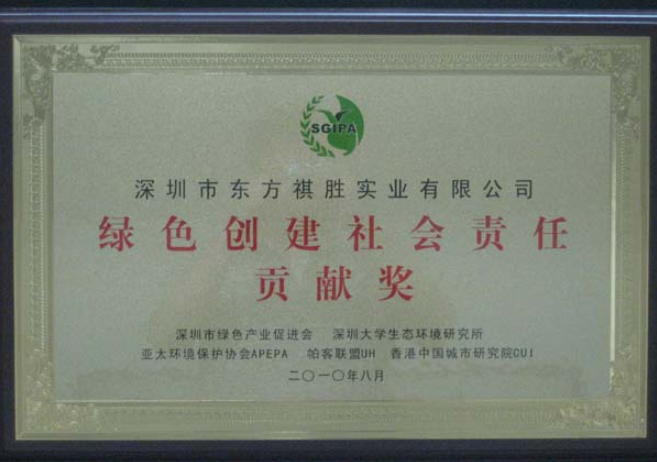 SGIPA
深圳市东方祺胜实业有限公司
绿色创建社会责任
贡献奖
深圳市绿色产业促进会 深圳大学生态环境研究所
亚太环境保护协会APEPA 帕客联盟UH 香港中国城市研究院CUI
二〇一〇年八月